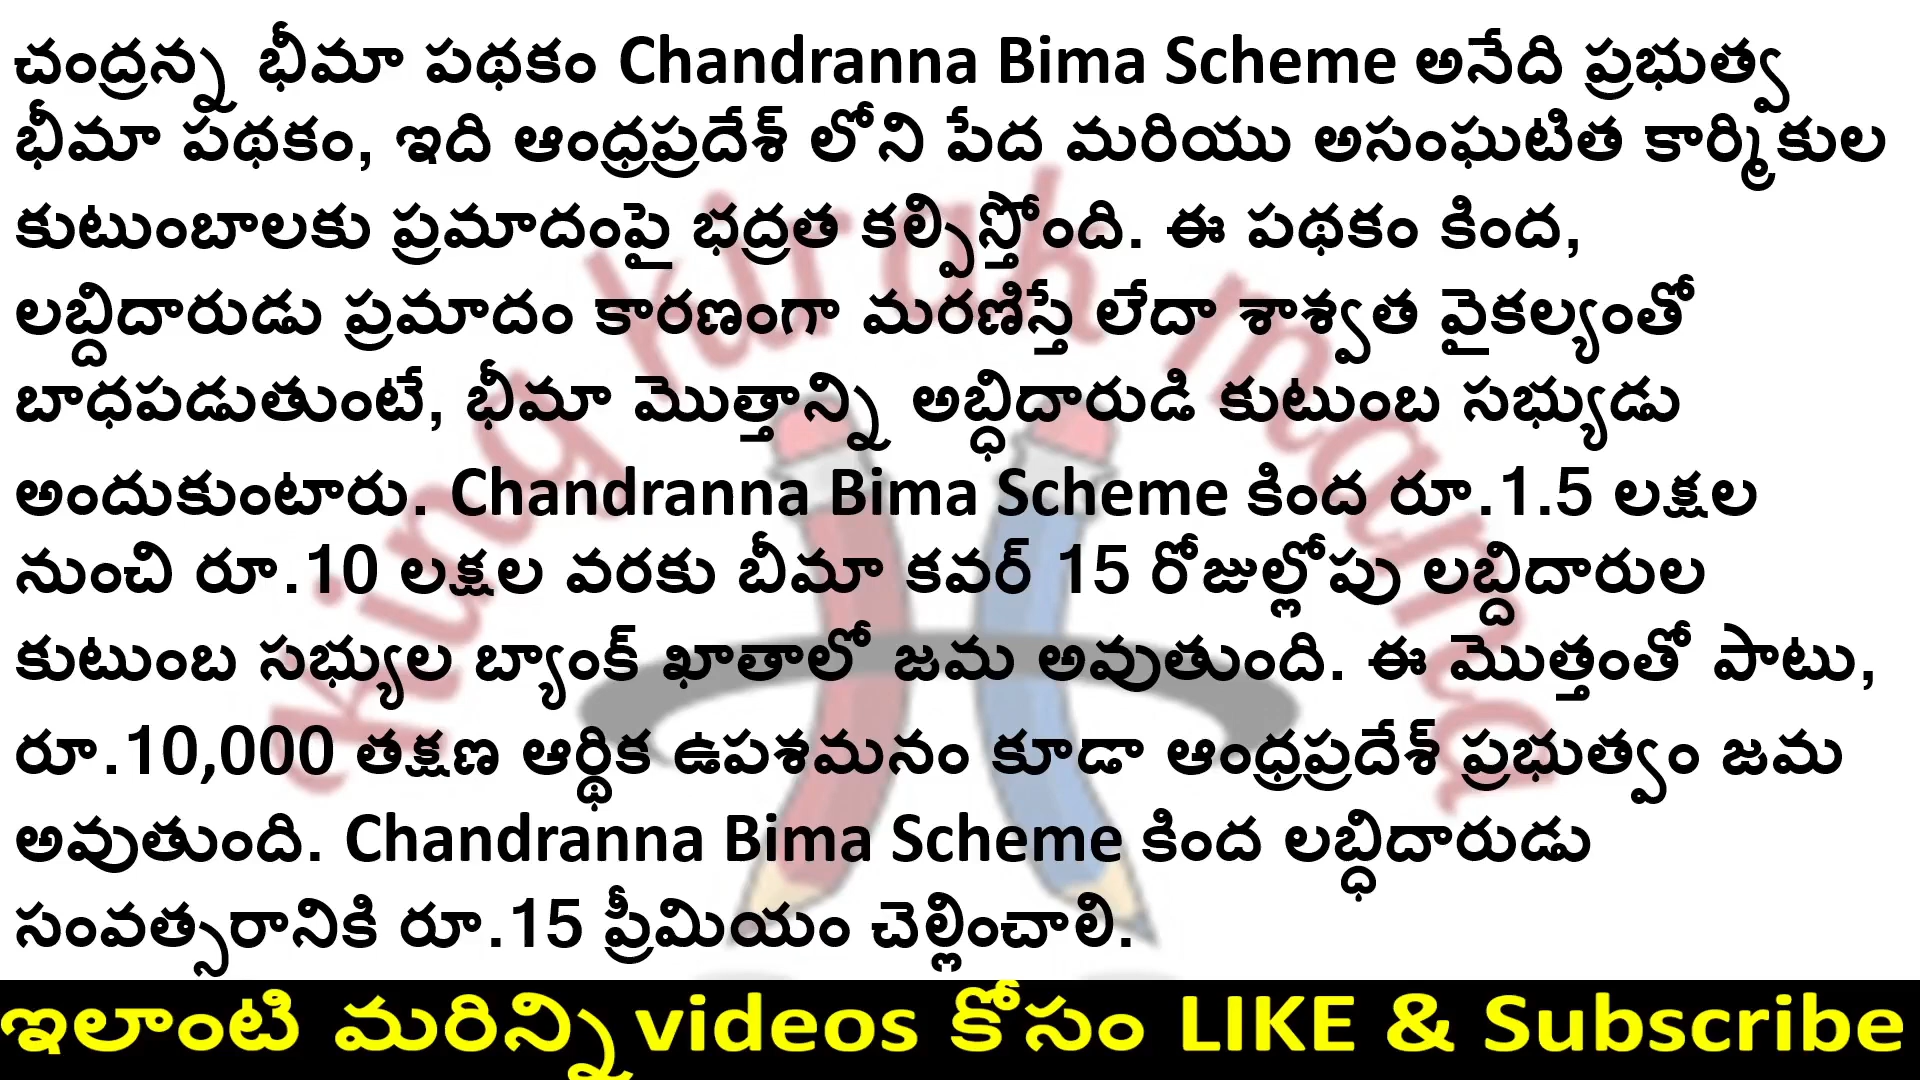 చంద్రన్న భీమా పథకం Chandranna Bima Scheme అనేది ప్రభుత్వ
భీమా పథకం, ఇది ఆంధ్రప్రదేశ్ లోని పేద మరియు అసంఘటిత కార్మికుల
కుటుంబాలకు ప్రమాదంపై భద్రత కల్పిస్తోంది. ఈ పథకం కింద,
లబ్దిదారుడు ప్రమాదం కారణంగా మరణిస్తే లేదా శాశ్వత వైకల్యంతో
బాధపడుతుంటే, భీమా మొత్తాన్ని అబ్ధిదారుడి కుటుంబ సభ్యుడు
అందుకుంటారు. Chandranna Bima Scheme కింద రూ.1.5 లక్షల
నుంచి రూ.10 లక్షల వరకు బీమా కవర్ 15 రోజుల్లోపు లబ్దిదారుల
కుటుంబ సభ్యుల బ్యాంక్ ఖాతాలో జమ అవుతుంది. ఈ మొత్తంతో పాటు,
రూ.10,000 తక్షణ ఆర్థిక ఉపశమనం కూడా ఆంధ్రప్రదేశ్ ప్రభుత్వం జమ
అవుతుంది. Chandranna Bima Scheme కింద లబ్ధిదారుడు
సంవత్సరానికి రూ.15 ప్రీమియం చెల్లించాలి.
King kirak mama
ఇలాంటి మరిన్ని videos కోసం LIKE & Subscribe